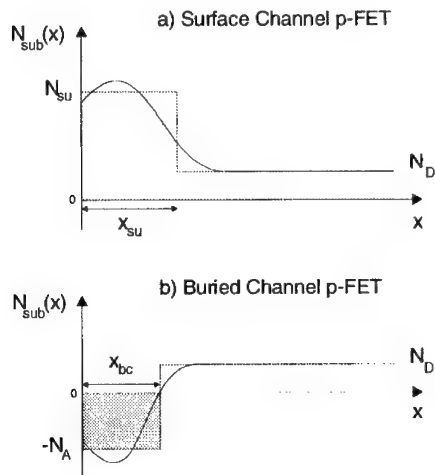 a) Surface Channel p-FET
N_sub(x)
N_su
N_D
0
x
x_su
b) Buried Channel p-FET
N_sub(x)
x_bc
N_D
0
x
-N_A